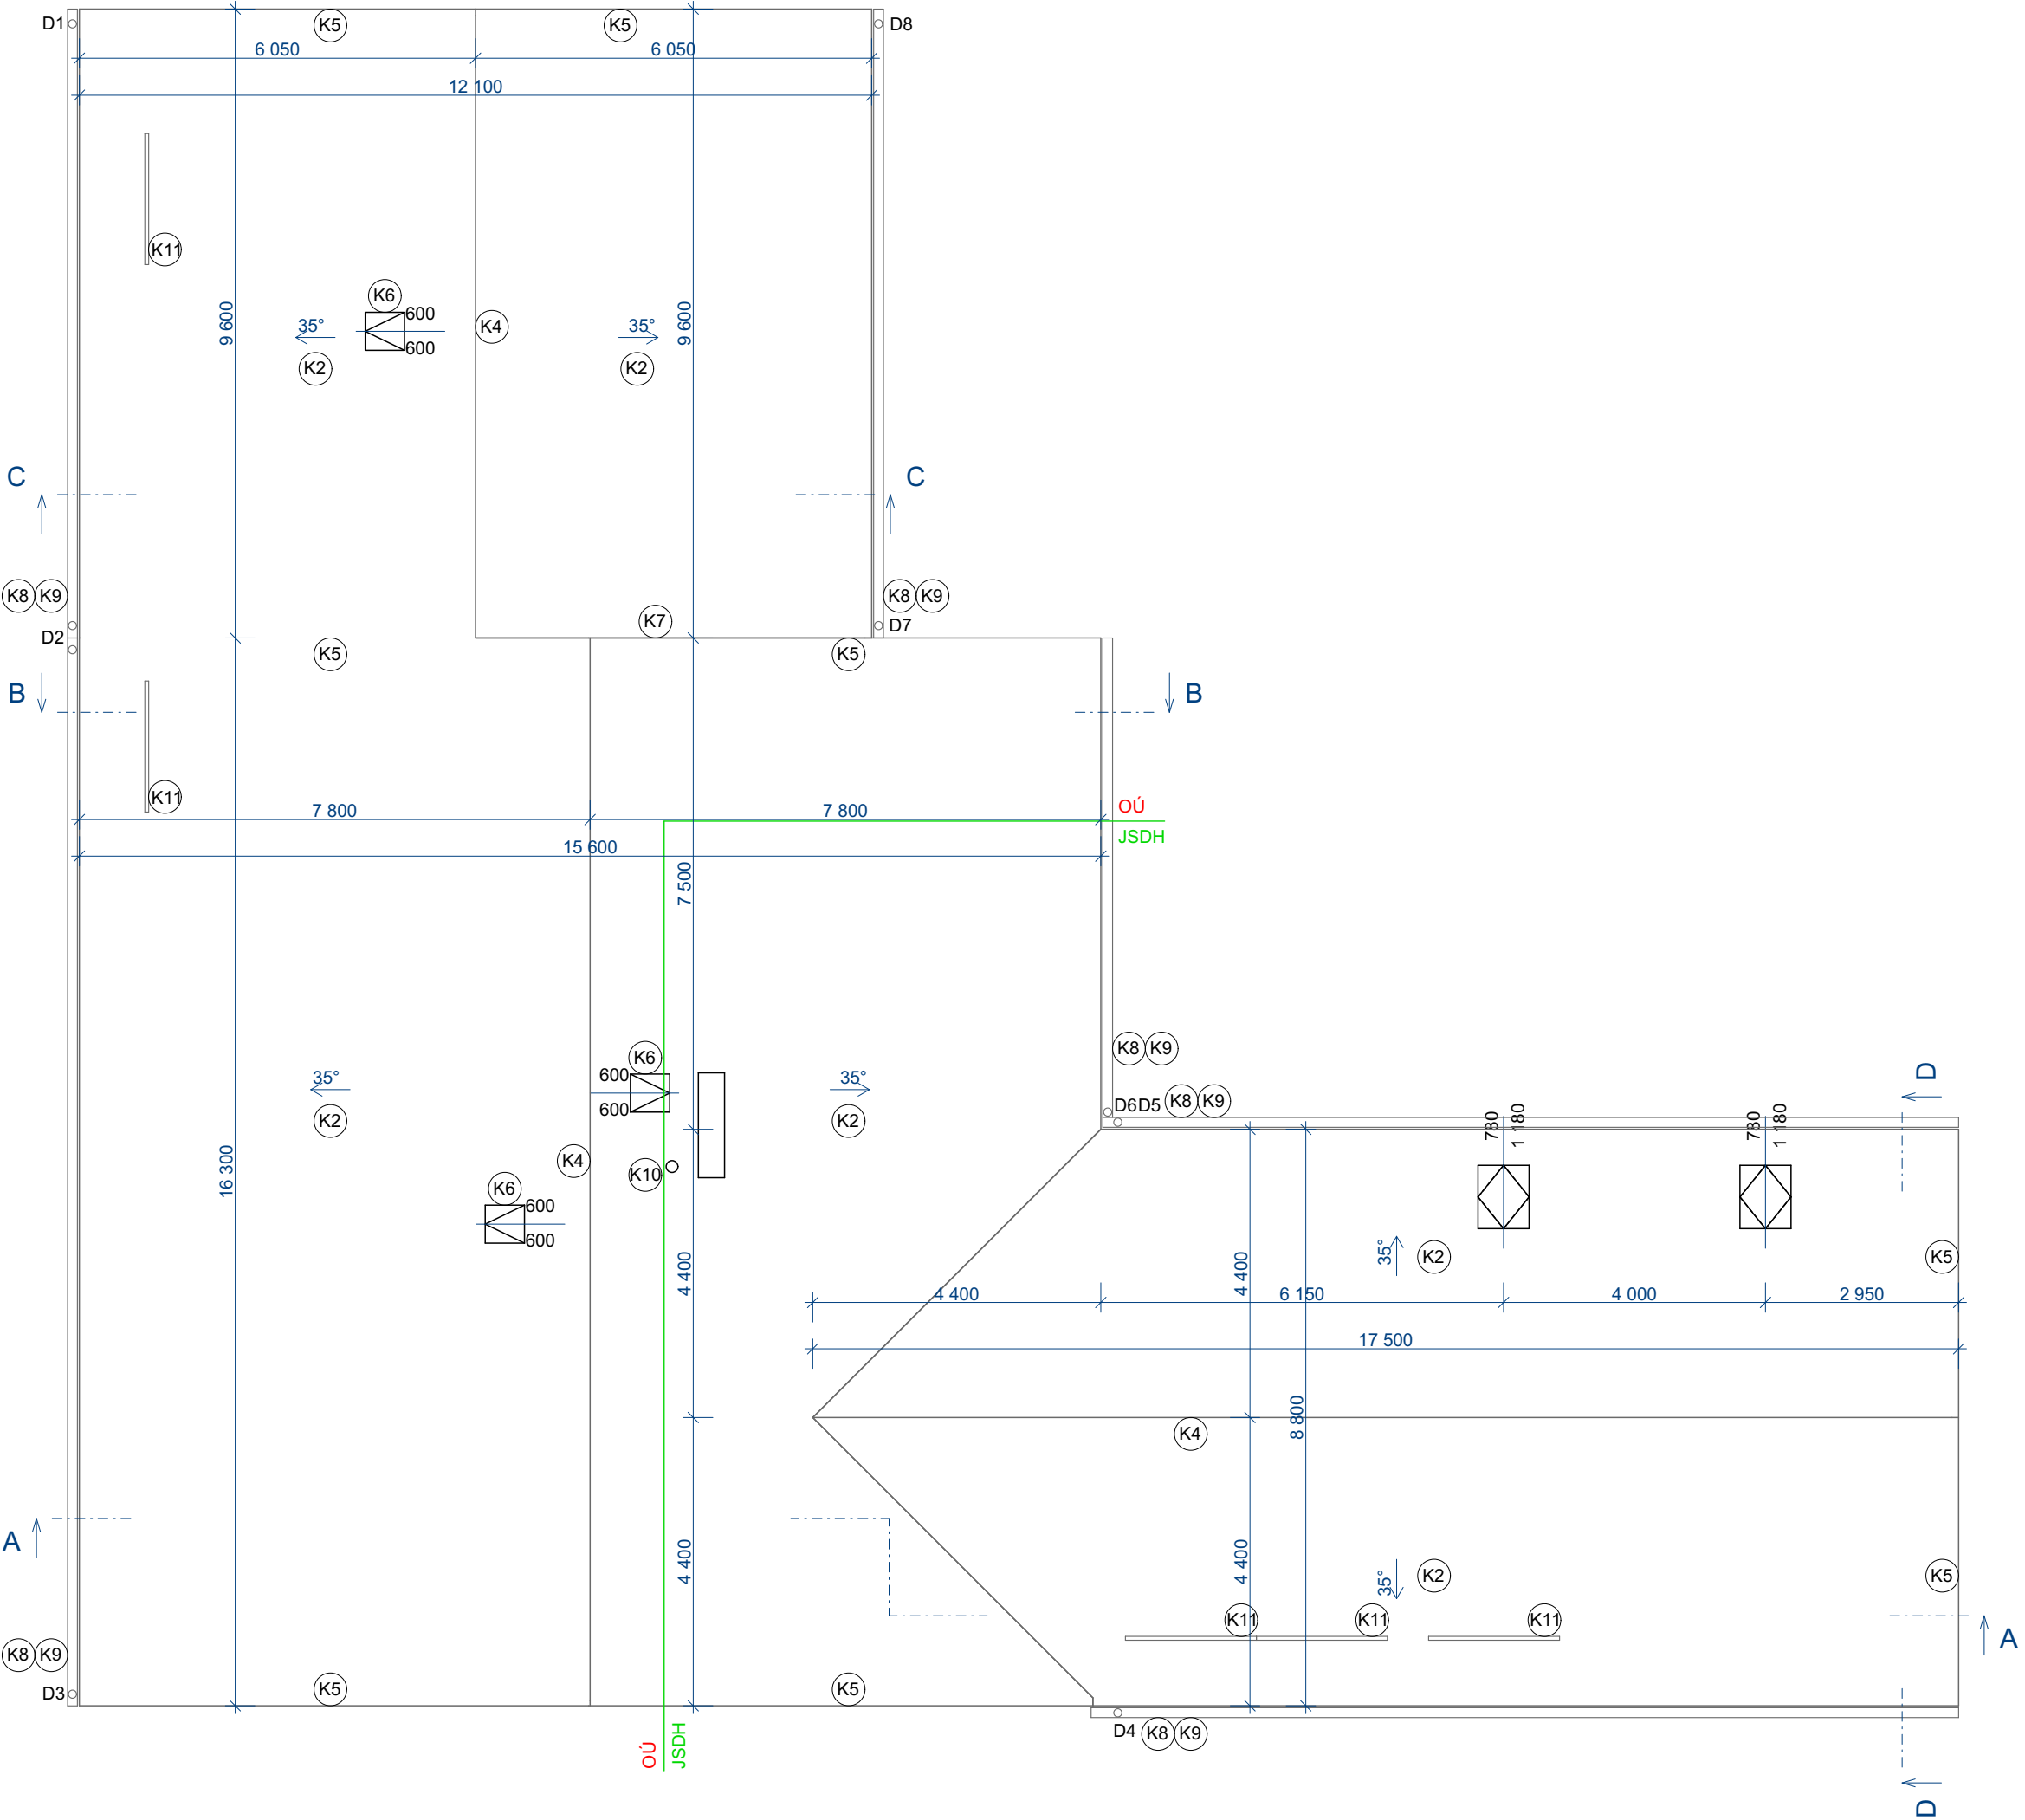 D1
K5
K5
D8
6 050
6 050
12 100
K11
K6
600
600
9 600
35°
K2
K4
9 600
35°
K2
C
C
K8
K9
K8
K9
D2
K7
D7
K5
K5
B
B
K11
7 800
7 800
OÚ
JSDH
15 600
7 500
K8
K9
K6
600
600
35°
K2
35°
K2
D6
D5
K8
K9
D
780
1 180
780
1 180
16 300
K4
K10
K6
600
600
4 400
4 400
35°
K2
K5
4 400
6 150
4 000
2 950
17 500
8 800
K4
A
4 400
4 400
35°
K2
K5
K11
K11
K11
A
K8
K9
D3
K5
K5
OÚ
JSDH
D4
K8
K9
D